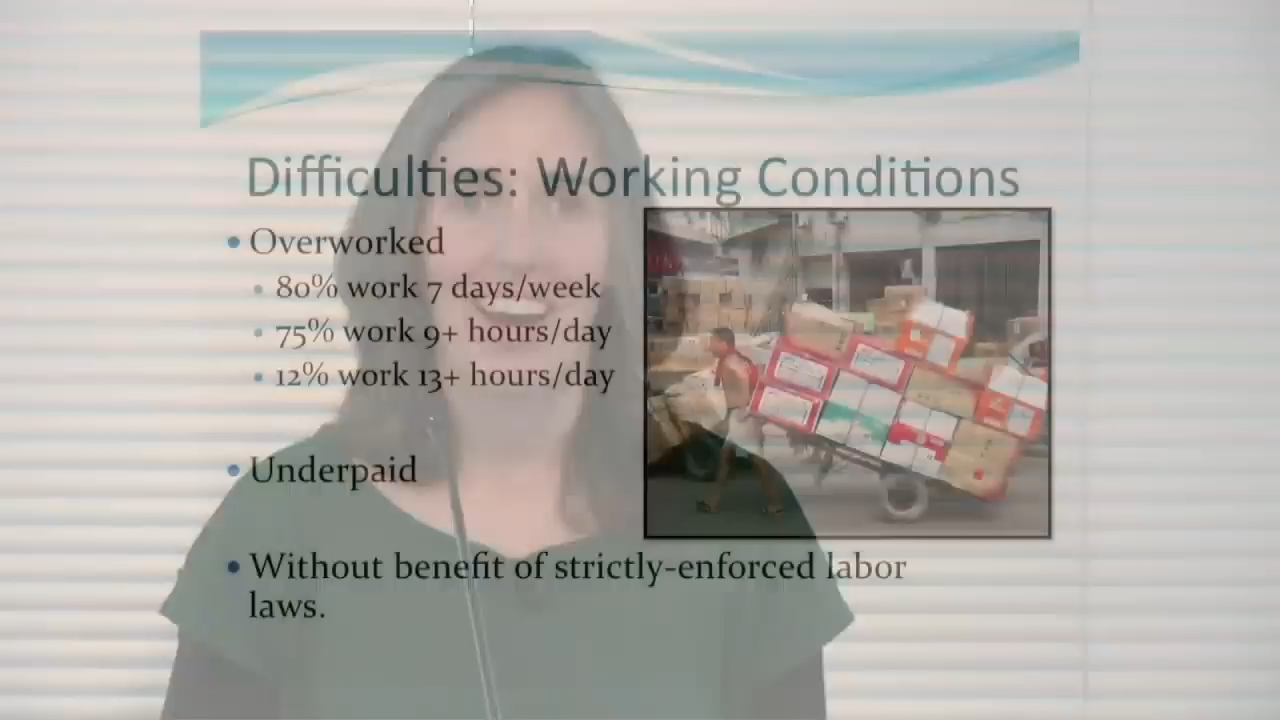 Difficulties: Working Conditions
• Overworked
• 80% work 7 days/week
• 75% work 9+ hours/day
• 12% work 13+ hours/day
• Underpaid
• Without benefit of strictly-enforced labor
laws.